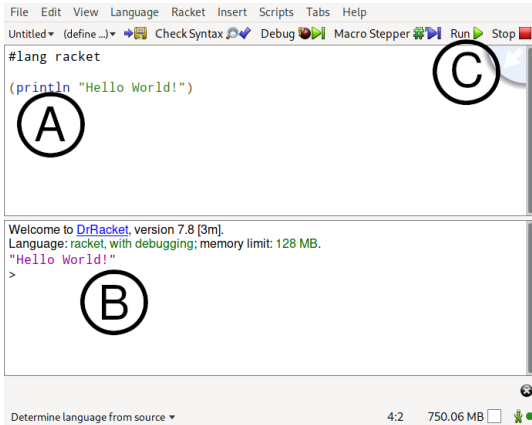 File Edit View Language Racket Insert Scripts Tabs Help
Untitled (define ...) Check Syntax Debug Macro Stepper Run Stop
#lang racket
(println "Hello World!")
A
C
Welcome to DrRacket, version 7.8 [3m].
Language: racket, with debugging; memory limit: 128 MB.
"Hello World!"
>
B
Determine language from source 4:2 750.06 MB